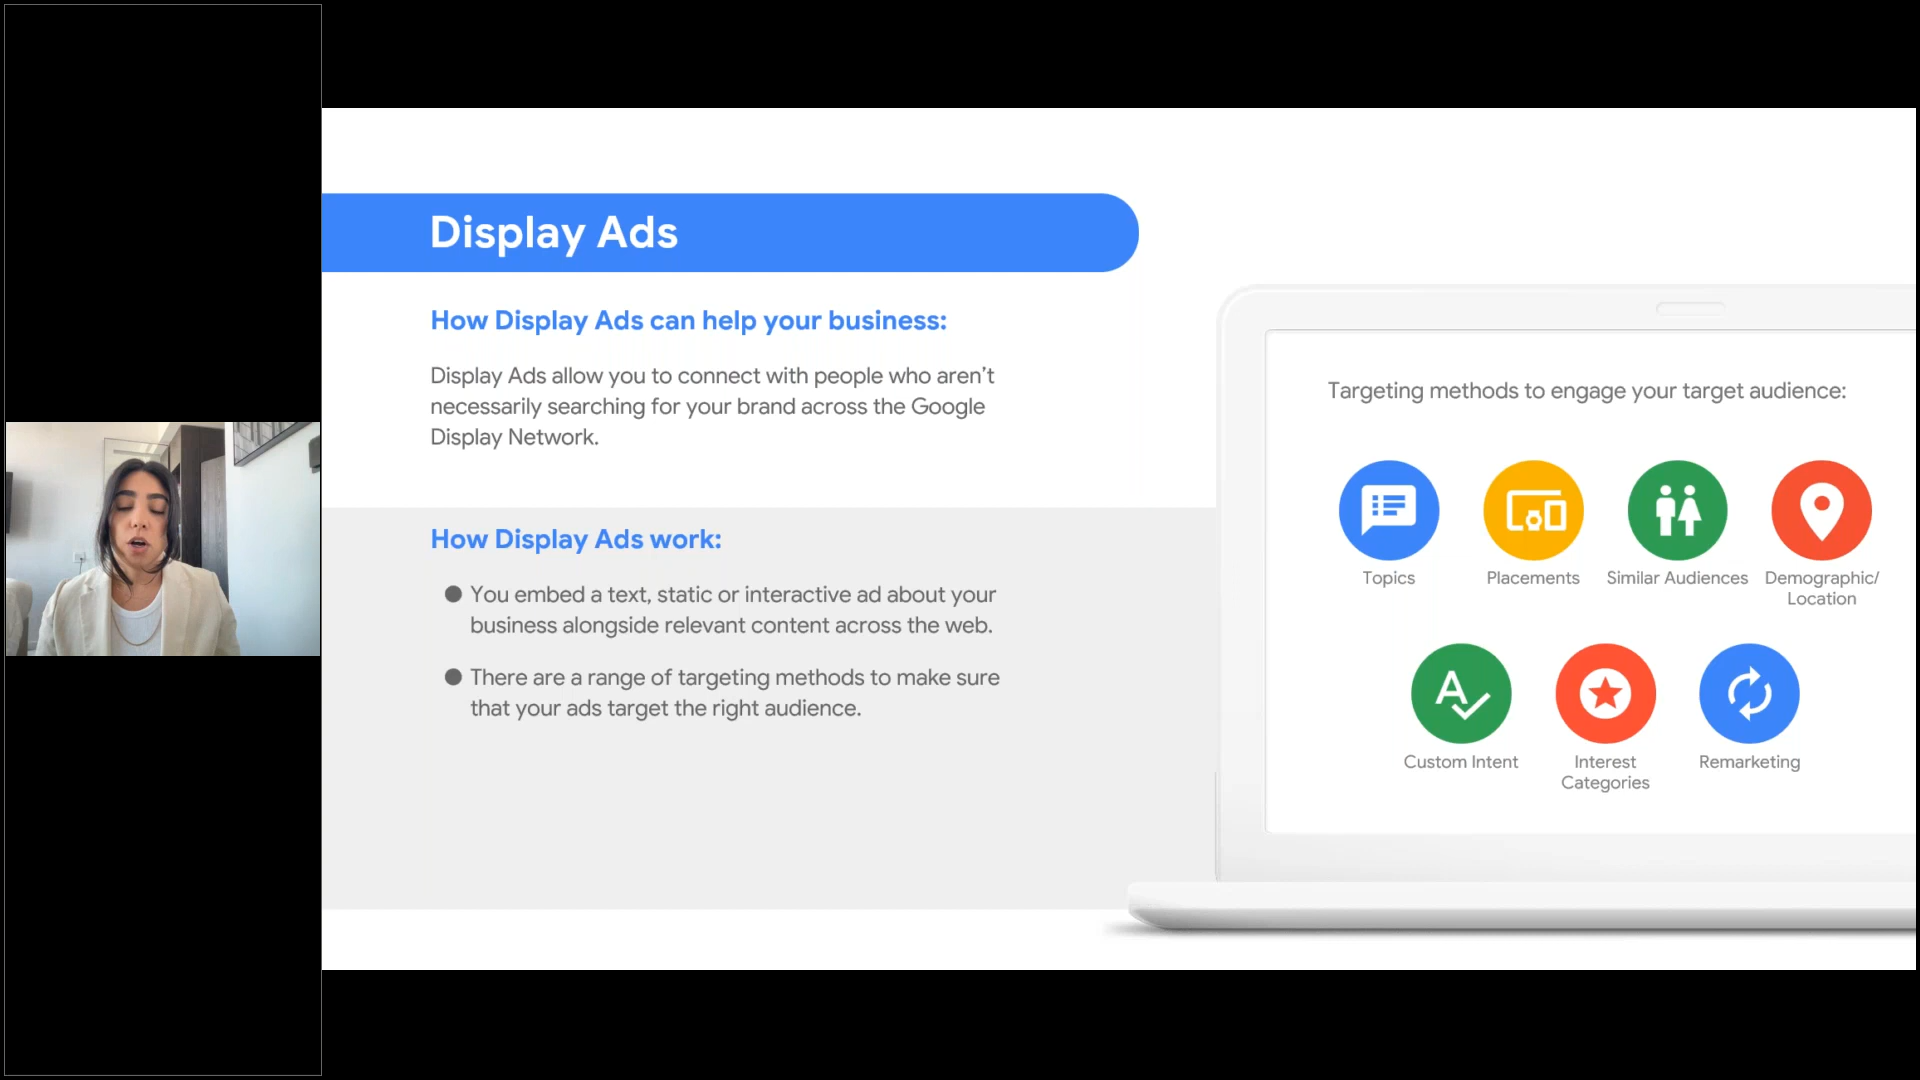 Display Ads
How Display Ads can help your business:
Display Ads allow you to connect with people who aren't
necessarily searching for your brand across the Google
Display Network.
How Display Ads work:
● You embed a text, static or interactive ad about your
business alongside relevant content across the web.
● There are a range of targeting methods to make sure
that your ads target the right audience.
Targeting methods to engage your target audience:
Topics
Placements
Similar Audiences
Demographic/
Location
Custom Intent
Interest
Categories
Remarketing